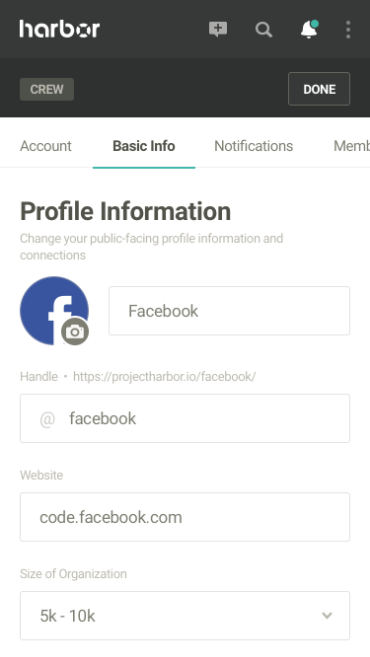 harbor
CREW
DONE
Account
Basic Info
Notifications
Memb
Profile Information
Change your public-facing profile information and
connections
Facebook
Handle • https://projectharbor.io/facebook/
@ facebook
Website
code.facebook.com
Size of Organization
5k - 10k